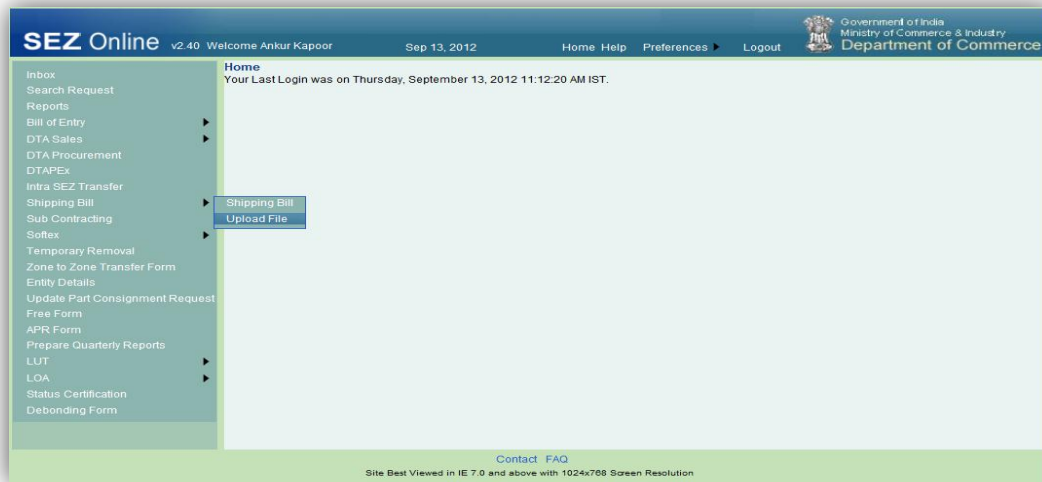 Government of India
Ministry of Commerce & Industry
Department of Commerce
SEZ Online v2.40 Welcome Ankur Kapoor Sep 13, 2012 Home Help Preferences Logout
Home
Your Last Login was on Thursday, September 13, 2012 11:12:20 AM IST.
Inbox
Search Request
Reports
Bill of Entry
DTA Sales
DTA Procurement
DTAPEx
Intra SEZ Transfer
Shipping Bill
Shipping Bill
Upload File
Sub Contracting
Softex
Temporary Removal
Zone to Zone Transfer Form
Entity Details
Update Part Consignment Request
Free Form
APR Form
Prepare Quarterly Reports
LUT
LOA
Status Certification
Debonding Form
Contact FAQ
Site Best Viewed in IE 7.0 and above with 1024x768 Screen Resolution